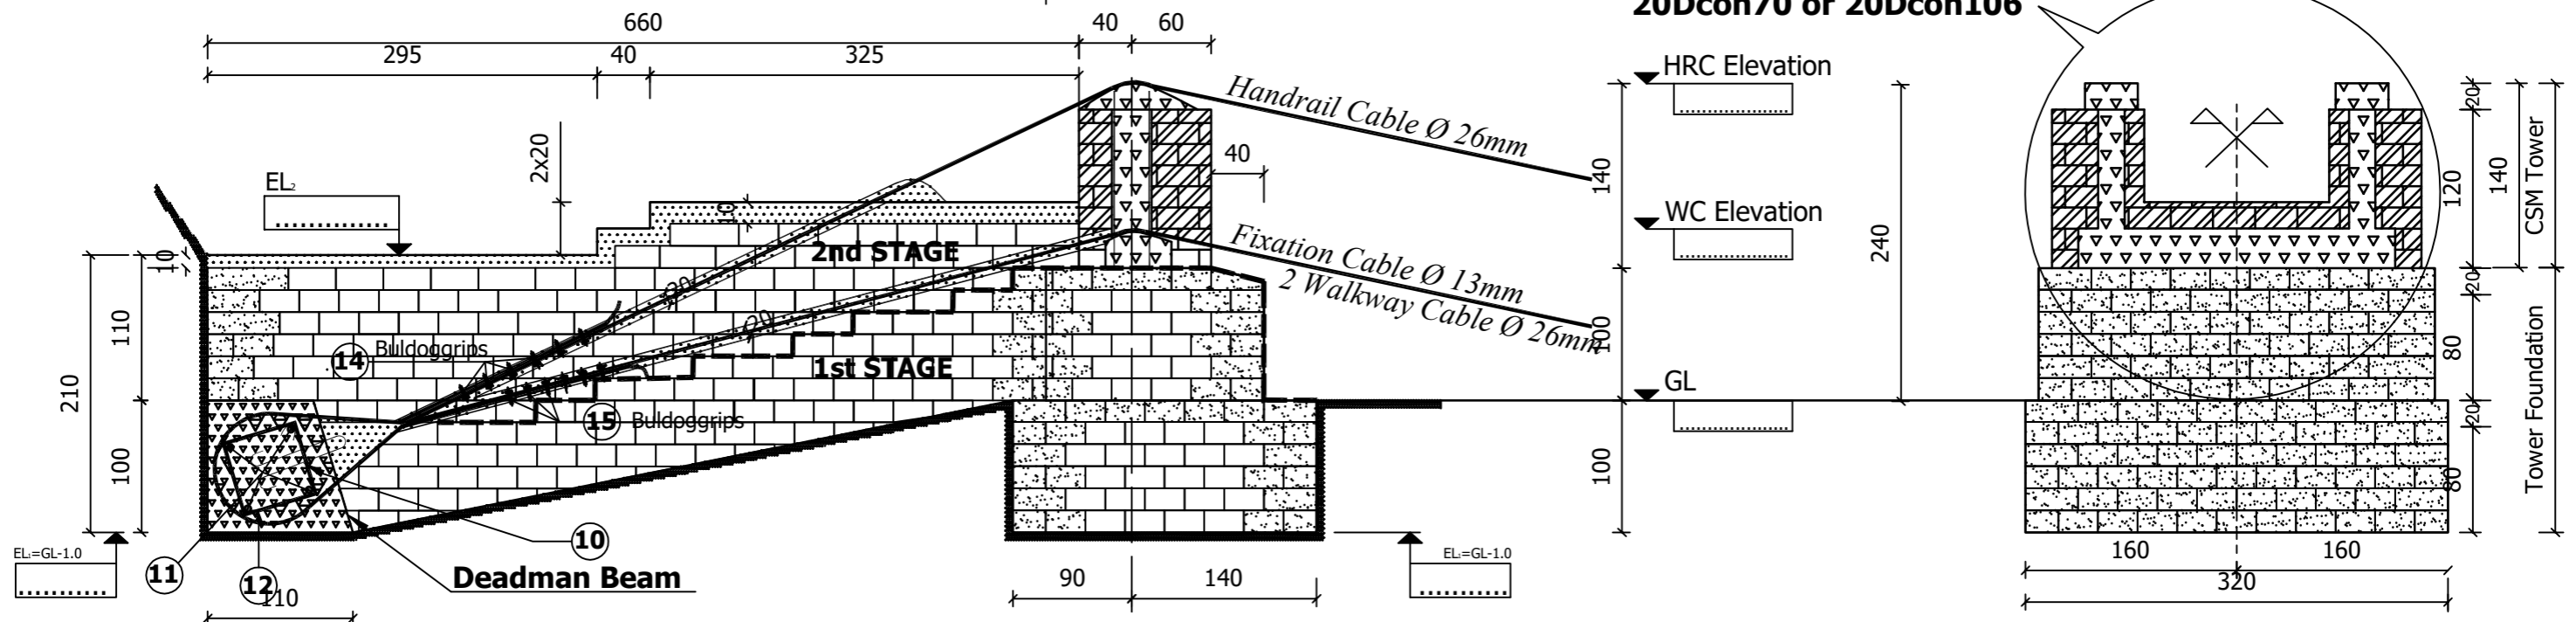 20Dcon70 or 20Dcon106
660
40
60
295
40
325
HRC Elevation
Handrail Cable Ø 26mm
20
2x20
40
140
EL2
10
WC Elevation
240
120
140
CSM Tower
10
2nd STAGE
Fixation Cable Ø 13mm
2 Walkway Cable Ø 26mm
20
20
20
110
14
Buldoggrips
1st STAGE
100
80
GL
210
15
Buldoggrips
20
100
100
80
Tower Foundation
10
EL1=GL-1.0
EL1=GL-1.0
11
12
Deadman Beam
90
140
160
160
110
320